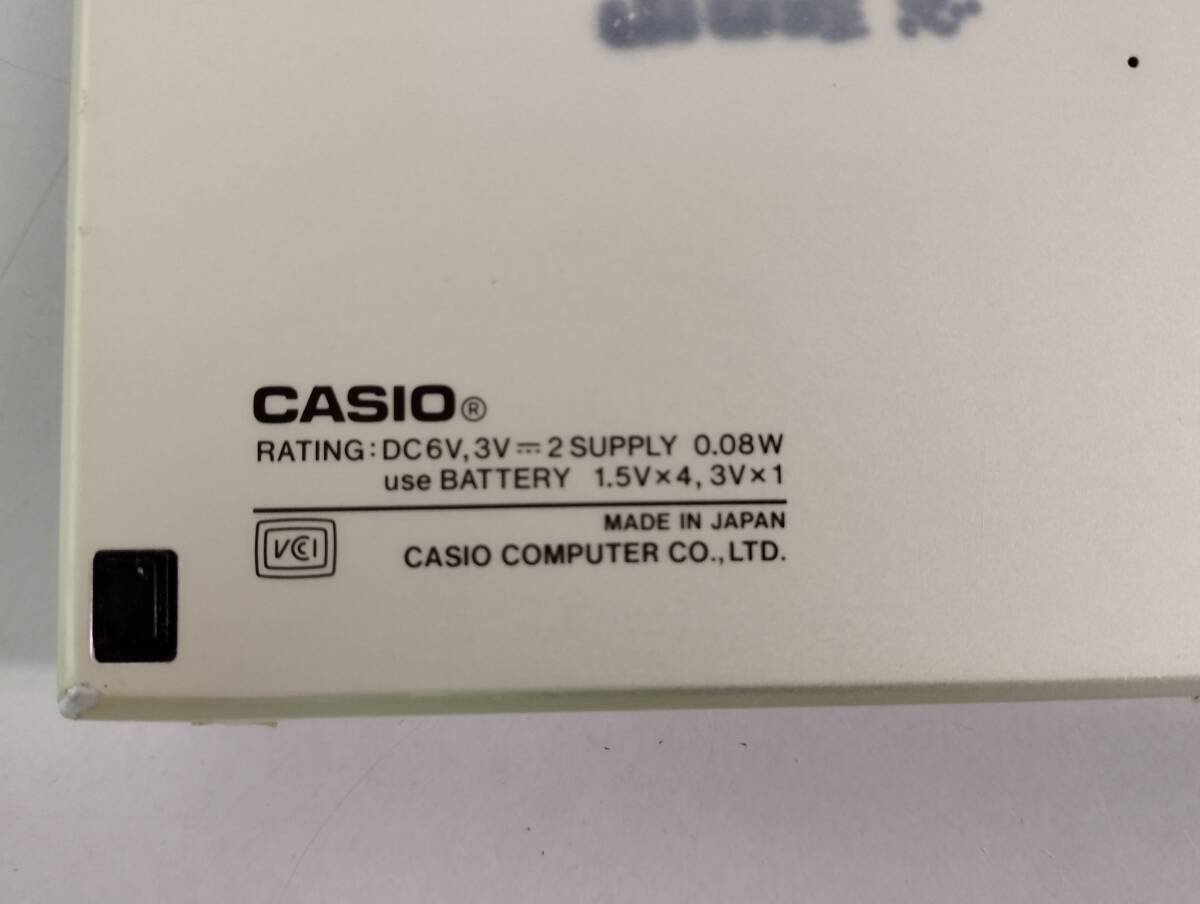 CASIO®
RATING:DC6V,3V⎓2 SUPPLY 0.08W
use BATTERY 1.5V×4,3V×1
MADE IN JAPAN
VCCI
CASIO COMPUTER CO.,LTD.